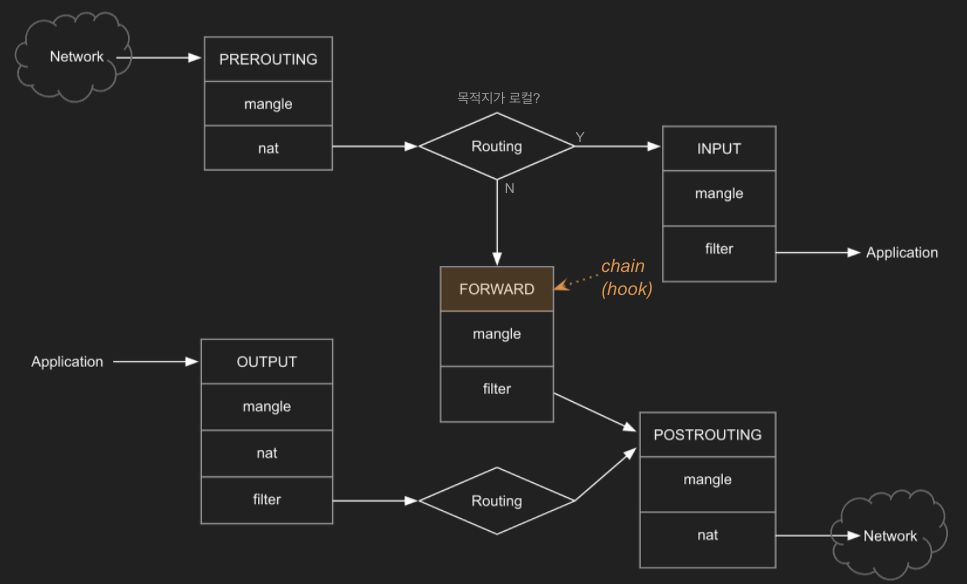 Network
PREROUTING
mangle
nat
목적지가 로컬?
Routing
Y
N
INPUT
mangle
filter
Application
FORWARD
chain
(hook)
mangle
filter
Application
OUTPUT
mangle
nat
filter
Routing
POSTROUTING
mangle
nat
Network